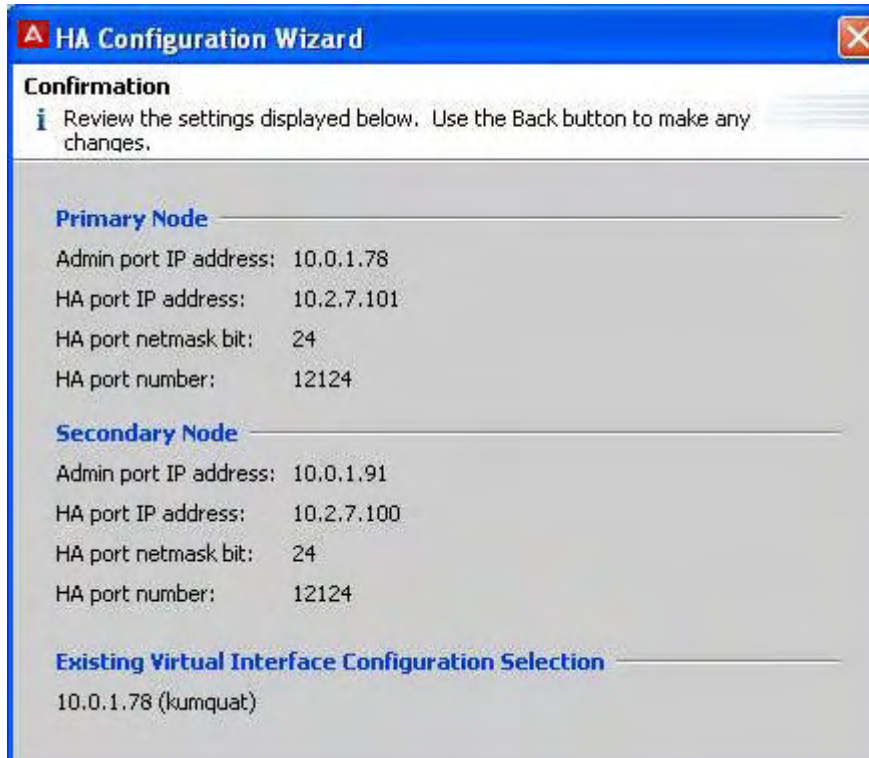 HA Configuration Wizard
Confirmation
i Review the settings displayed below. Use the Back button to make any
changes.
Primary Node
Admin port IP address: 10.0.1.78
HA port IP address: 10.2.7.101
HA port netmask bit: 24
HA port number: 12124
Secondary Node
Admin port IP address: 10.0.1.91
HA port IP address: 10.2.7.100
HA port netmask bit: 24
HA port number: 12124
Existing Virtual Interface Configuration Selection
10.0.1.78 (kumquat)